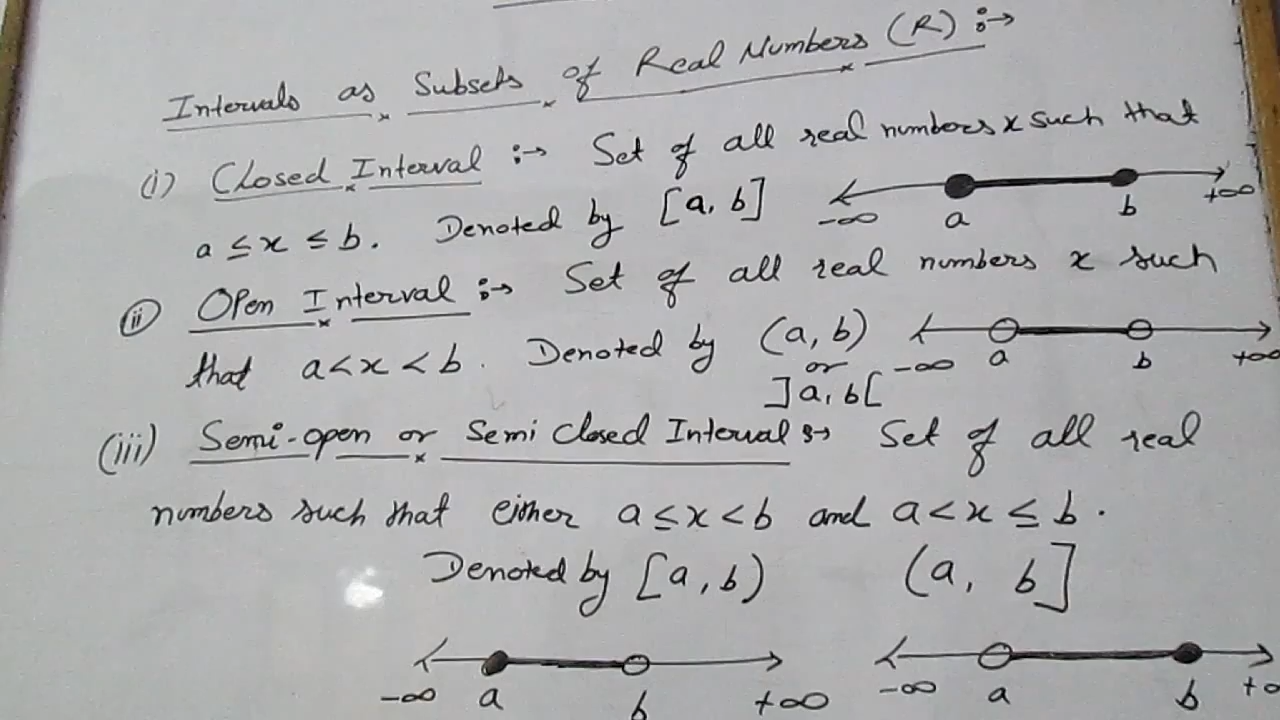 Intervals as Subsets of Real Numbers (R) :→
(i) Closed Interval :→ Set of all real numbers x such that
a ≤ x ≤ b. Denoted by [a, b]
-∞ a b +∞
(ii) Open Interval :→ Set of all real numbers x such
that a < x < b. Denoted by (a, b)
or
]a, b[
-∞ a b +∞
(iii) Semi-open or Semi Closed Interval :→ Set of all real
numbers such that either a ≤ x < b and a < x ≤ b.
Denoted by [a, b) (a, b]
-∞ a b +∞ -∞ a b +∞